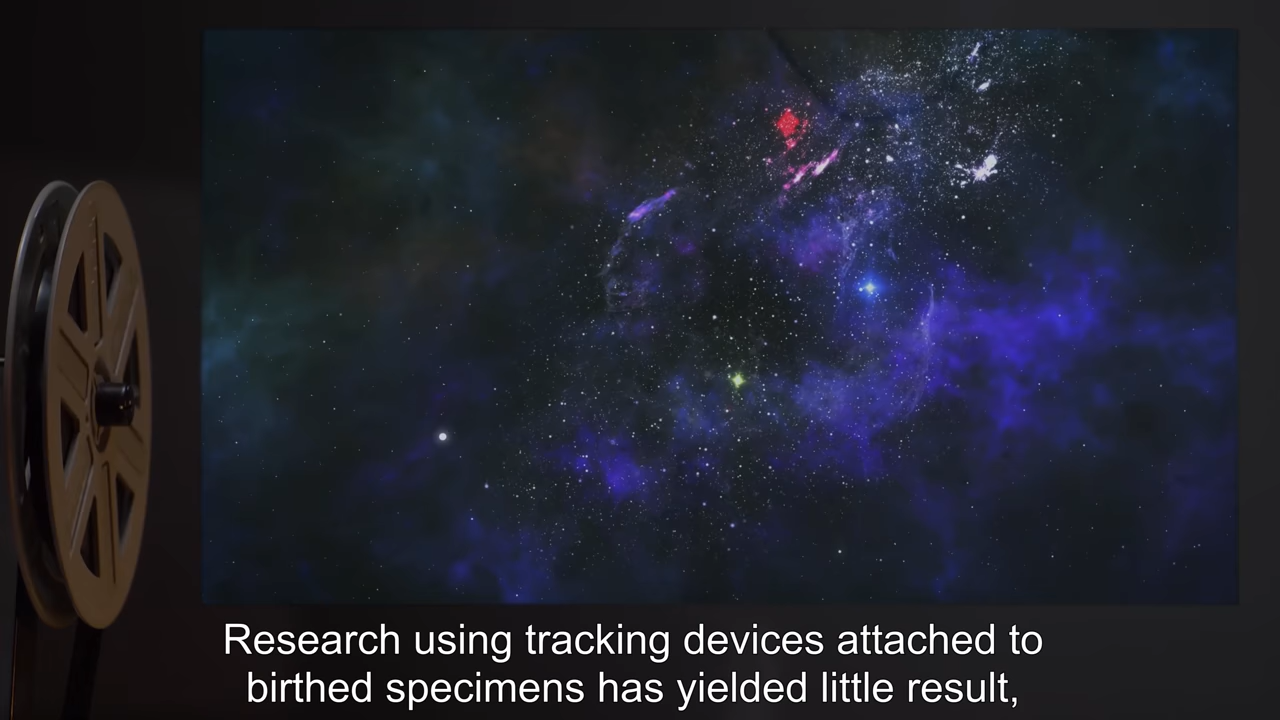 Research using tracking devices attached to
birthed specimens has yielded little result,